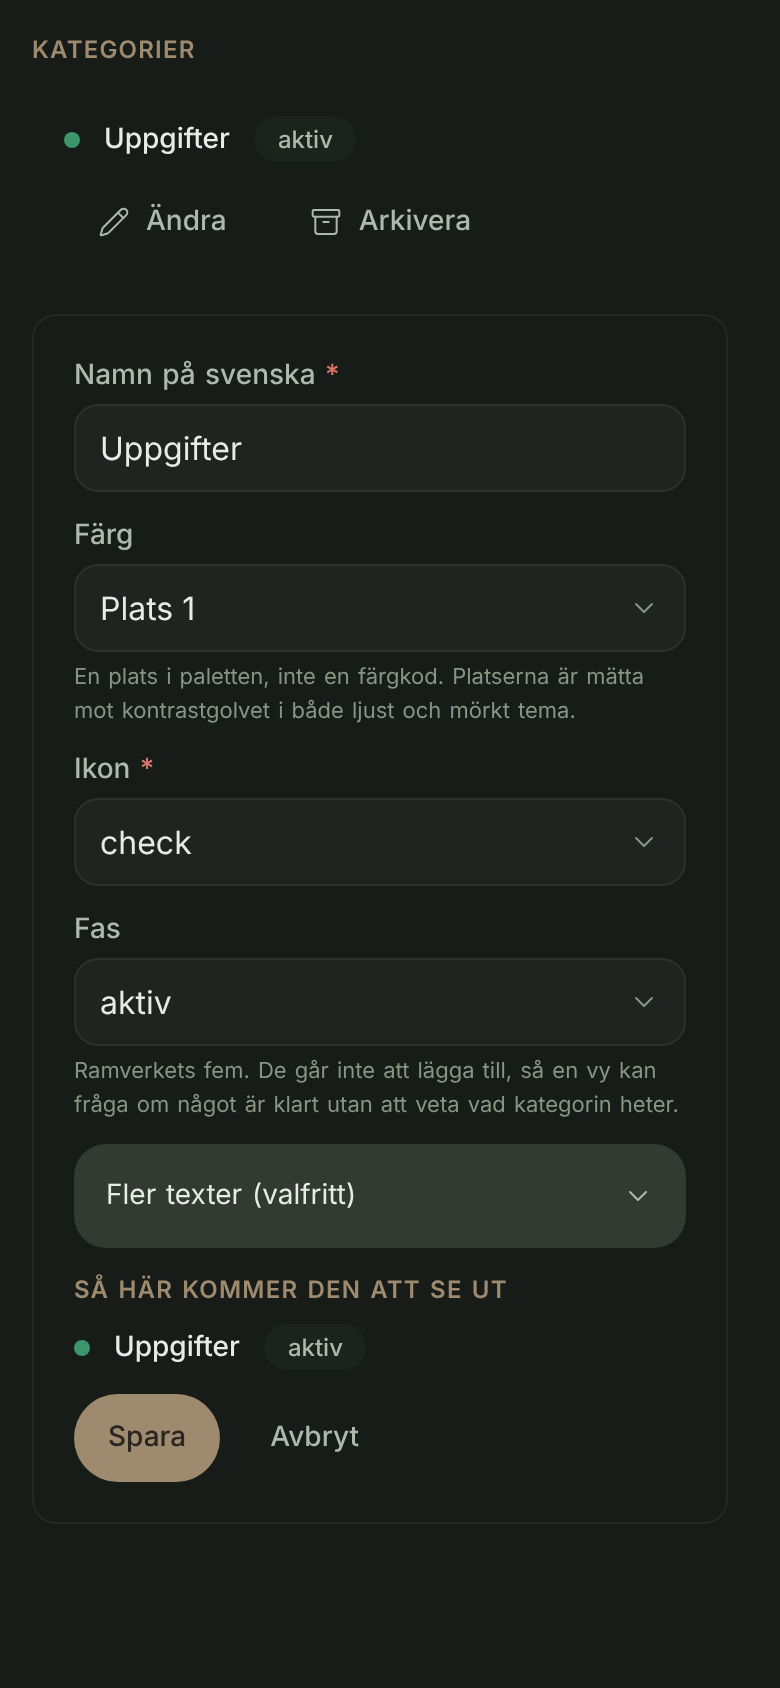 KATEGORIER
Uppgifter aktiv
Ändra Arkivera
Namn på svenska *
Uppgifter
Färg
Plats 1
En plats i paletten, inte en färgkod. Platserna är mätta
mot kontrastgolvet i både ljust och mörkt tema.
Ikon *
check
Fas
aktiv
Ramverkets fem. De går inte att lägga till, så en vy kan
fråga om något är klart utan att veta vad kategorin heter.
Fler texter (valfritt)
SÅ HÄR KOMMER DEN ATT SE UT
Uppgifter aktiv
Spara Avbryt